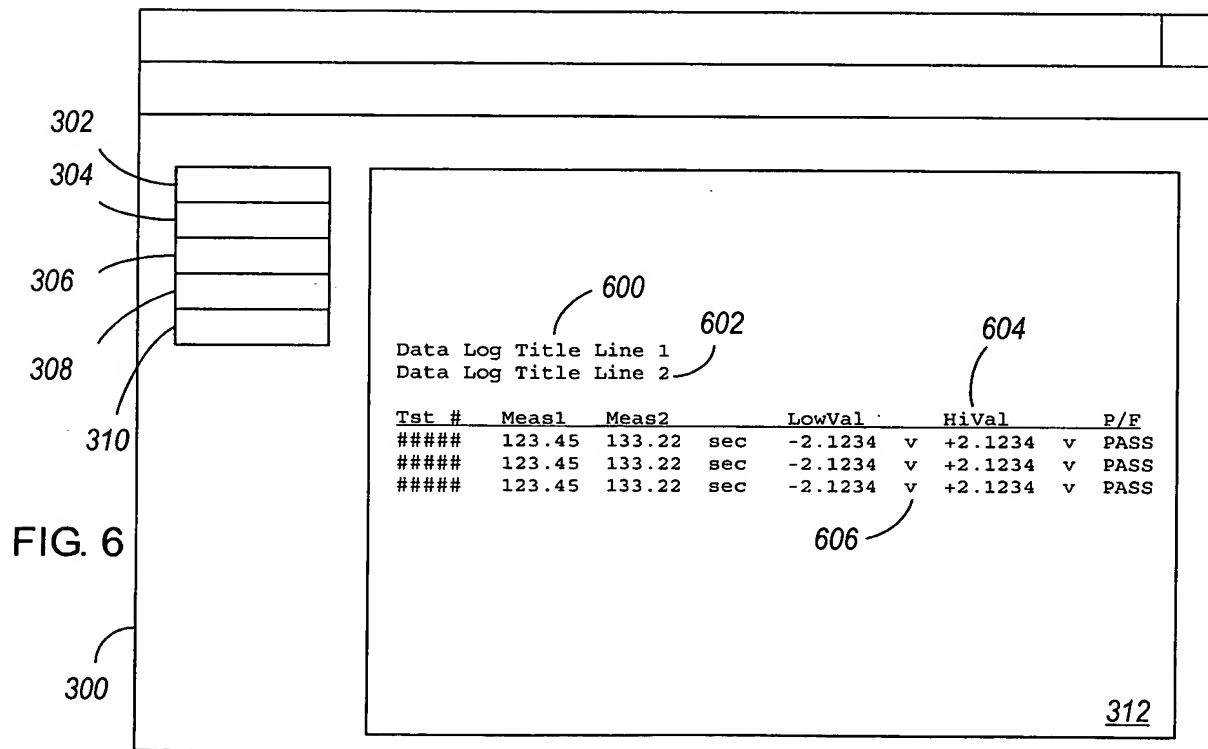 302
304
306
308
310
600
602
604
Data Log Title Line 1
Data Log Title Line 2
Tst # Meas1 Meas2 LowVal HiVal P/F
##### 123.45 133.22 sec -2.1234 v +2.1234 v PASS
##### 123.45 133.22 sec -2.1234 v +2.1234 v PASS
##### 123.45 133.22 sec -2.1234 v +2.1234 v PASS
606
FIG. 6
300
312